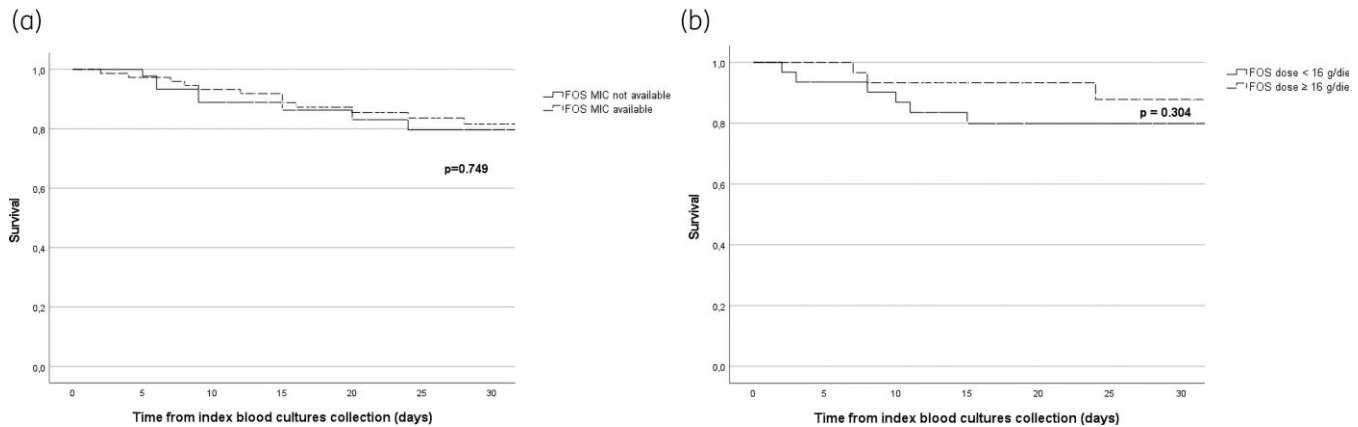 (a)
(b)
FOS MIC not available
FOS MIC available
FOS dose < 16 g/die
FOS dose ≥ 16 g/die
1,0
0,8
0,6
0,4
0,2
0,0
Survival
p=0.749
0 5 10 15 20 25 30
Time from index blood cultures collection (days)
1,0
0,8
0,6
0,4
0,2
0,0
Survival
p = 0.304
0 5 10 15 20 25 30
Time from index blood cultures collection (days)